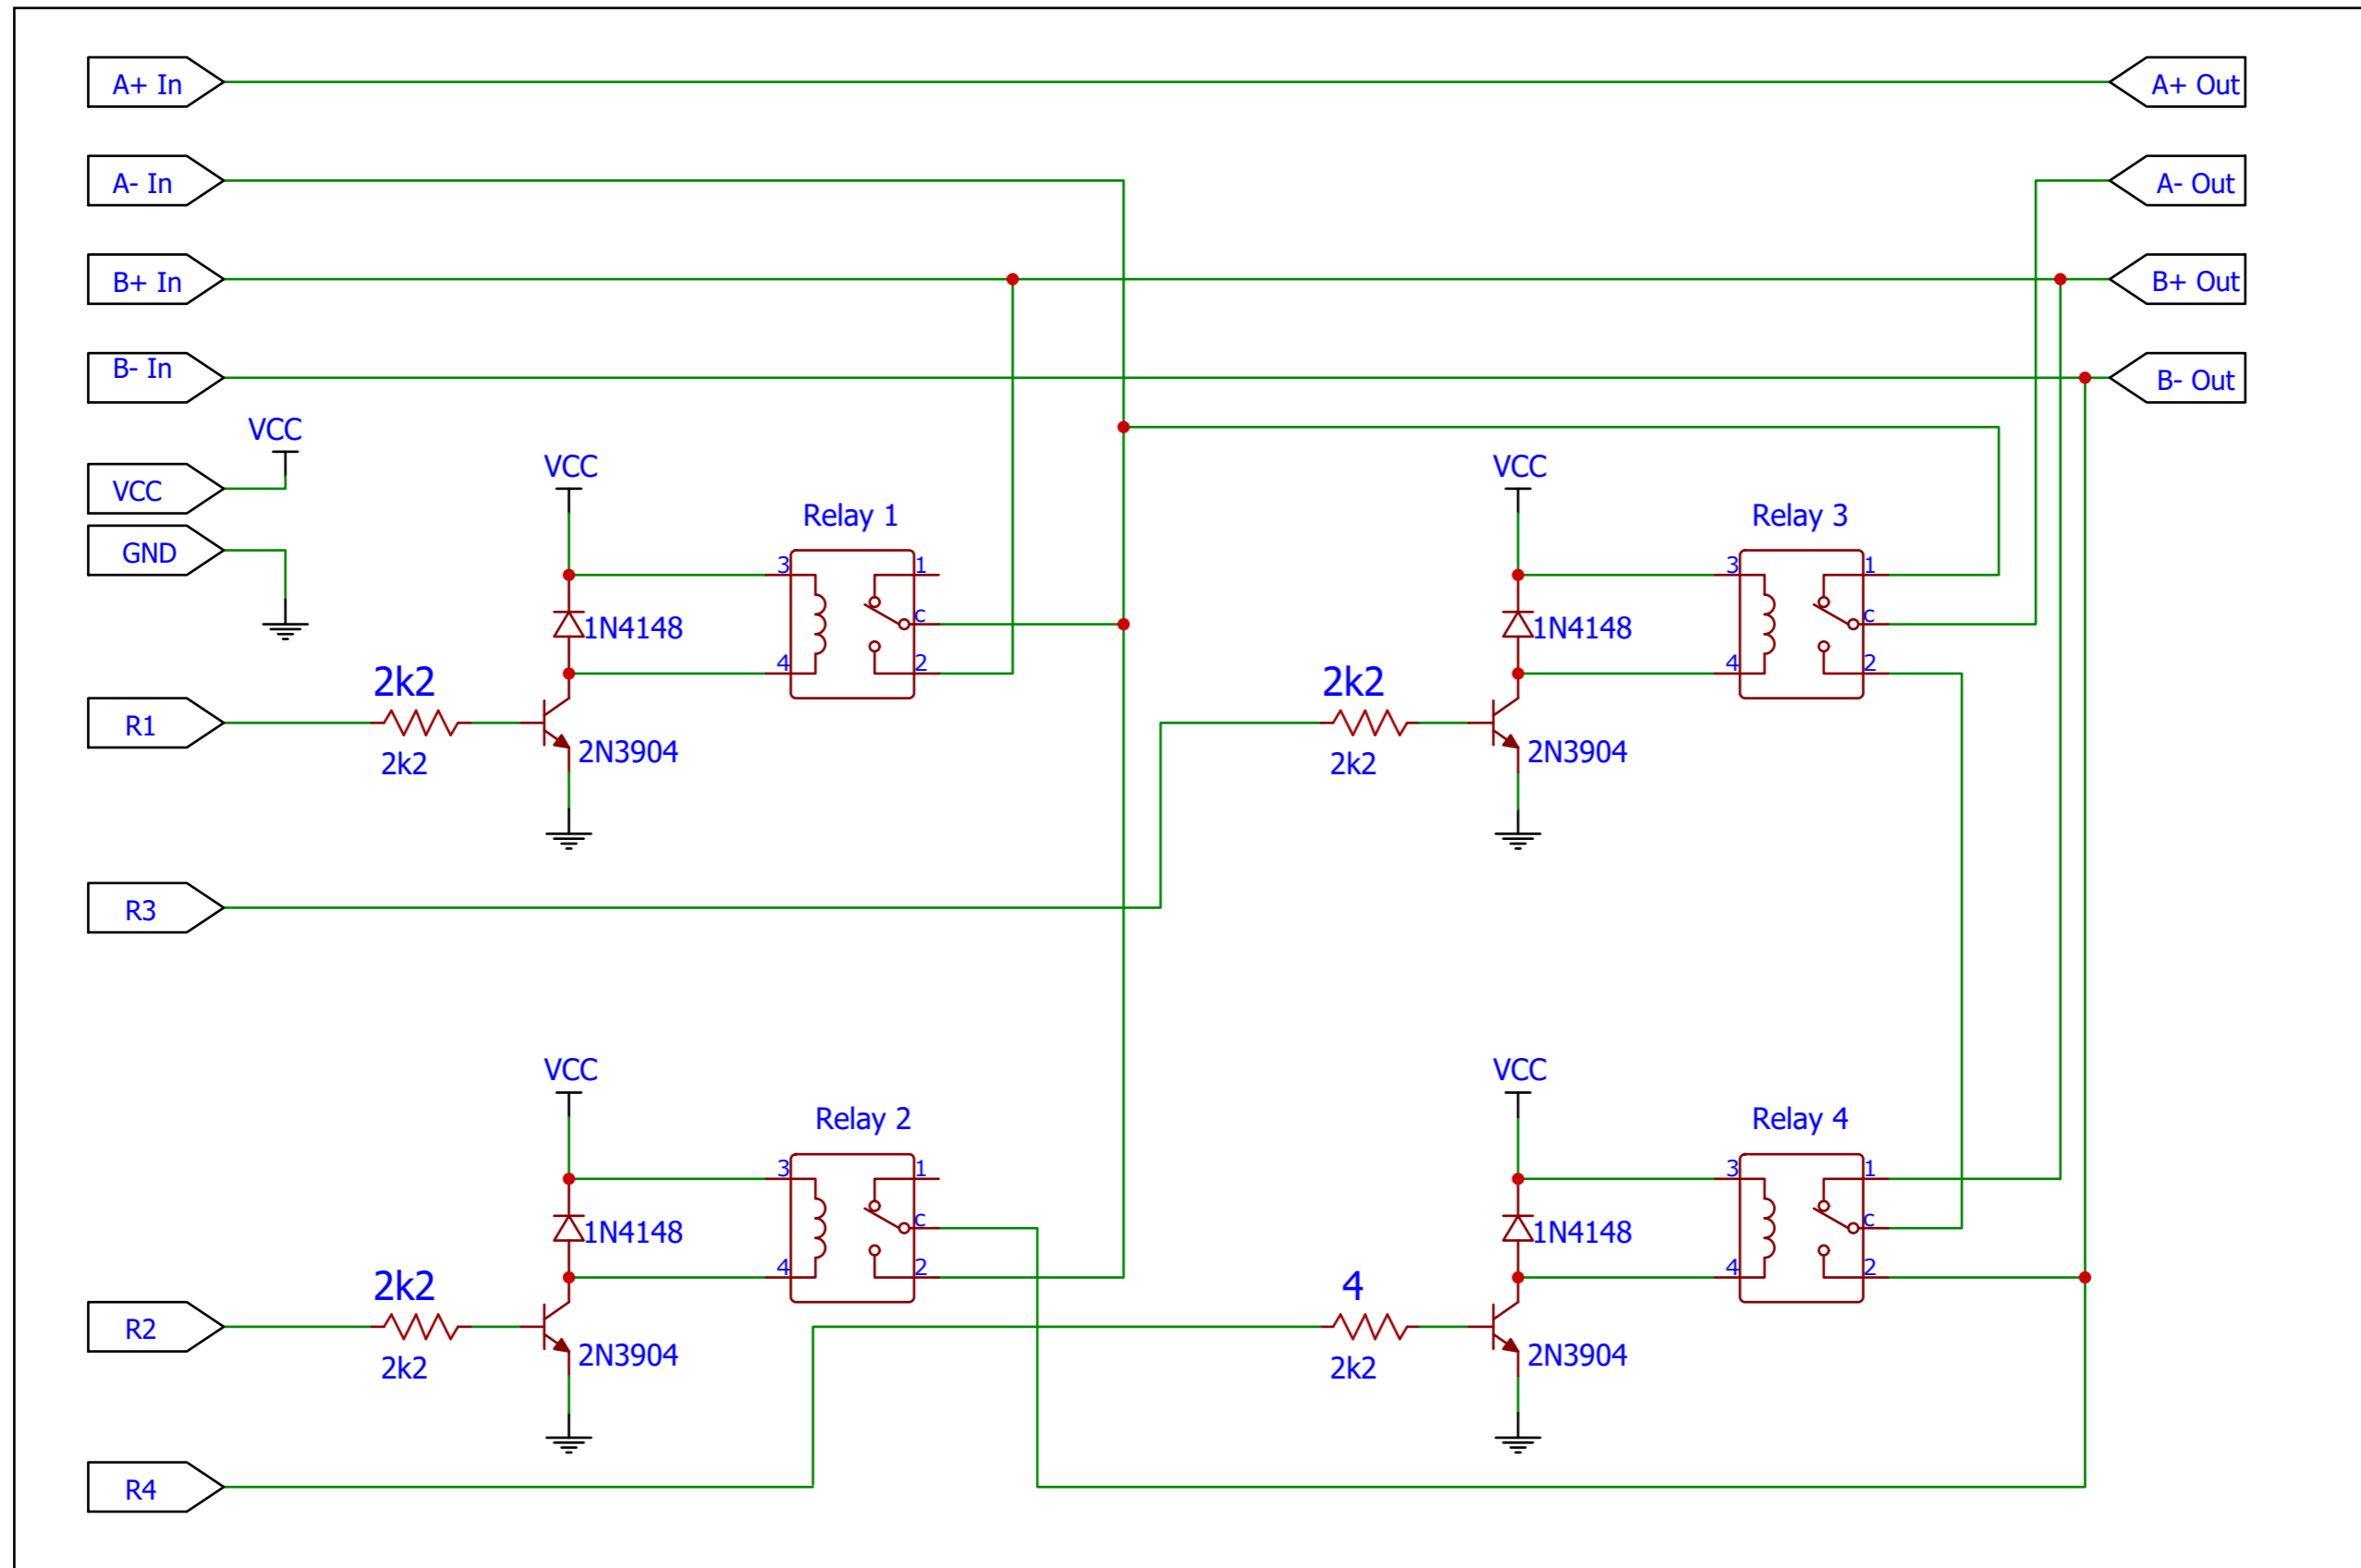 A+ In
A+ Out
A- In
A- Out
B+ In
B+ Out
B- In
B- Out
VCC
VCC
GND
VCC
Relay 1
3
1
c
1N4148
4
2
VCC
Relay 3
3
1
c
1N4148
4
2
R1
2k2
2k2
2N3904
2k2
2k2
2N3904
R3
VCC
Relay 2
3
1
c
1N4148
4
2
VCC
Relay 4
3
1
c
1N4148
4
2
R2
2k2
2k2
2N3904
4
2k2
2N3904
R4